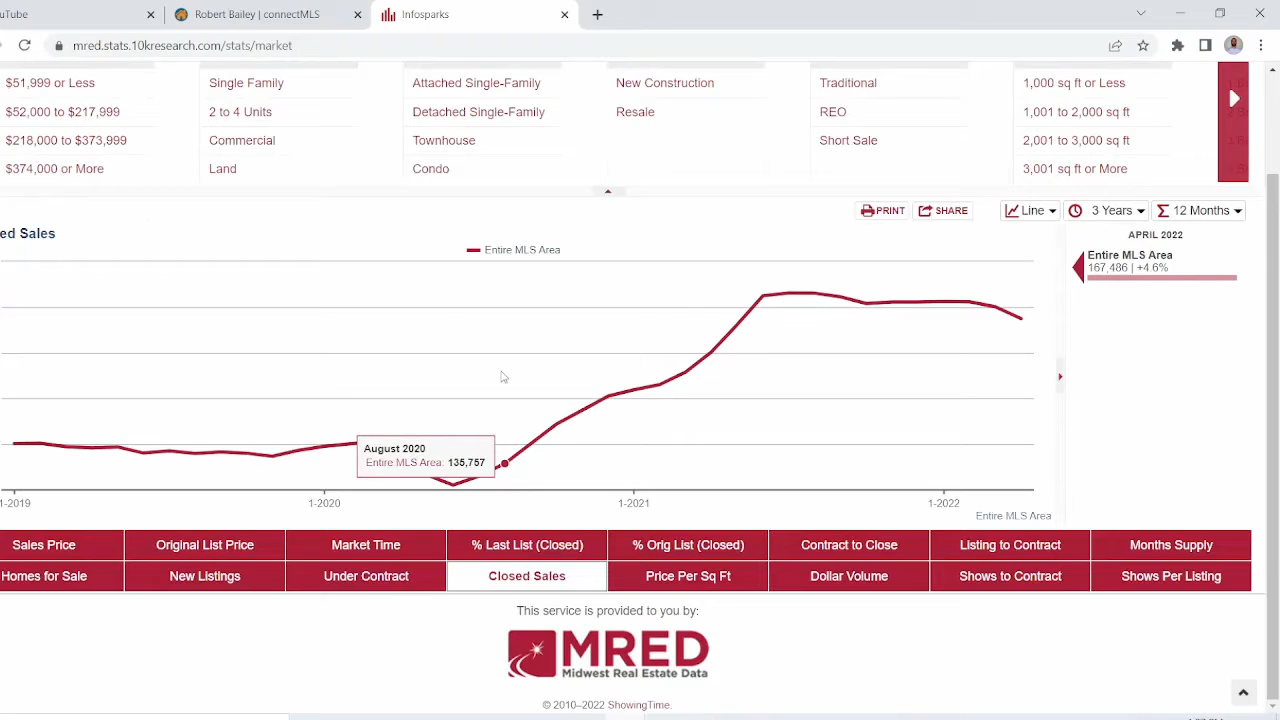 uTube
Robert Bailey | connectMLS
Infosparks
mred.stats.10kresearch.com/stats/market
$51,999 or Less
Single Family
Attached Single-Family
New Construction
Traditional
1,000 sq ft or Less
$52,000 to $217,999
2 to 4 Units
Detached Single-Family
Resale
REO
1,001 to 2,000 sq ft
$218,000 to $373,999
Commercial
Townhouse
Short Sale
2,001 to 3,000 sq ft
$374,000 or More
Land
Condo
3,001 sq ft or More
PRINT
SHARE
Line
3 Years
12 Months
ed Sales
APRIL 2022
Entire MLS Area
Entire MLS Area
167,486 | +4.6%
August 2020
Entire MLS Area: 135,757
1-2019
1-2020
1-2021
1-2022
Entire MLS Area
Sales Price
Original List Price
Market Time
% Last List (Closed)
% Orig List (Closed)
Contract to Close
Listing to Contract
Months Supply
Homes for Sale
New Listings
Under Contract
Closed Sales
Price Per Sq Ft
Dollar Volume
Shows to Contract
Shows Per Listing
This service is provided to you by:
MRED
Midwest Real Estate Data
© 2010–2022 ShowingTime.